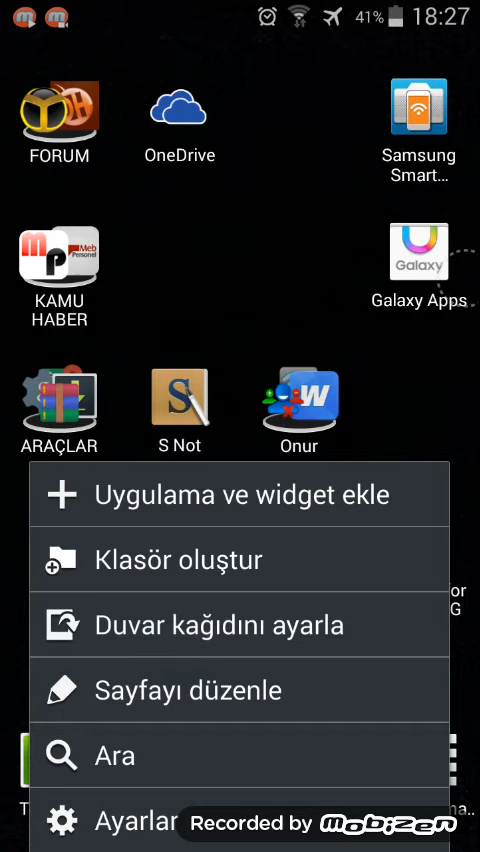 41% 18:27
FORUM
OneDrive
Samsung
Smart...
Meb
Personel
Galaxy
KAMU
HABER
Galaxy Apps
S
W
ARAÇLAR
S Not
Onur
Uygulama ve widget ekle
Klasör oluştur
Duvar kağıdını ayarla
Sayfayı düzenle
Ara
Ayarlar
Recorded by mobizen